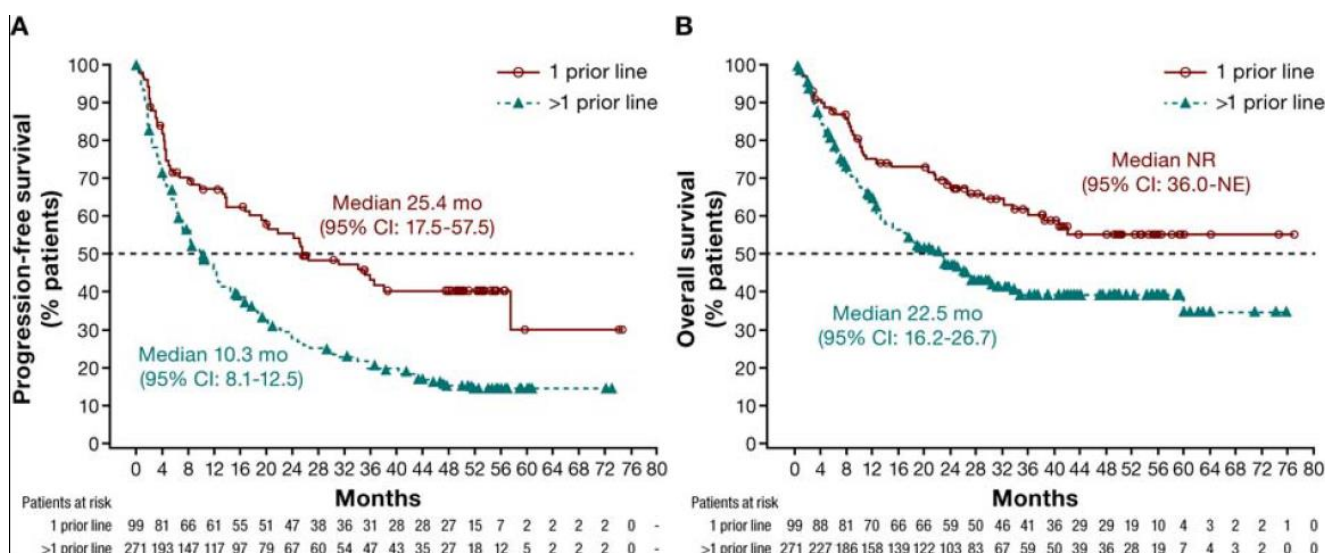 A
Progression-free survival
(% patients)
100
90
80
70
60
50
40
30
20
10
0
1 prior line
>1 prior line
Median 25.4 mo
(95% CI: 17.5-57.5)
Median 10.3 mo
(95% CI: 8.1-12.5)
0 4 8 12 16 20 24 28 32 36 40 44 48 52 56 60 64 68 72 76 80
Months
Patients at risk
1 prior line 99 81 66 61 55 51 47 38 36 31 28 28 27 15 7 2 2 2 2 0 -
>1 prior line 271 193 147 117 97 79 67 60 54 47 43 35 27 18 12 5 2 2 2 0 -
B
Overall survival
(% patients)
100
90
80
70
60
50
40
30
20
10
0
1 prior line
>1 prior line
Median NR
(95% CI: 36.0-NE)
Median 22.5 mo
(95% CI: 16.2-26.7)
0 4 8 12 16 20 24 28 32 36 40 44 48 52 56 60 64 68 72 76 80
Months
Patients at risk
1 prior line 99 88 81 70 66 66 59 50 46 41 36 29 29 19 10 4 3 2 2 1 0
>1 prior line 271 227 186 158 139 122 103 83 67 59 50 39 36 28 19 7 4 3 2 0 0